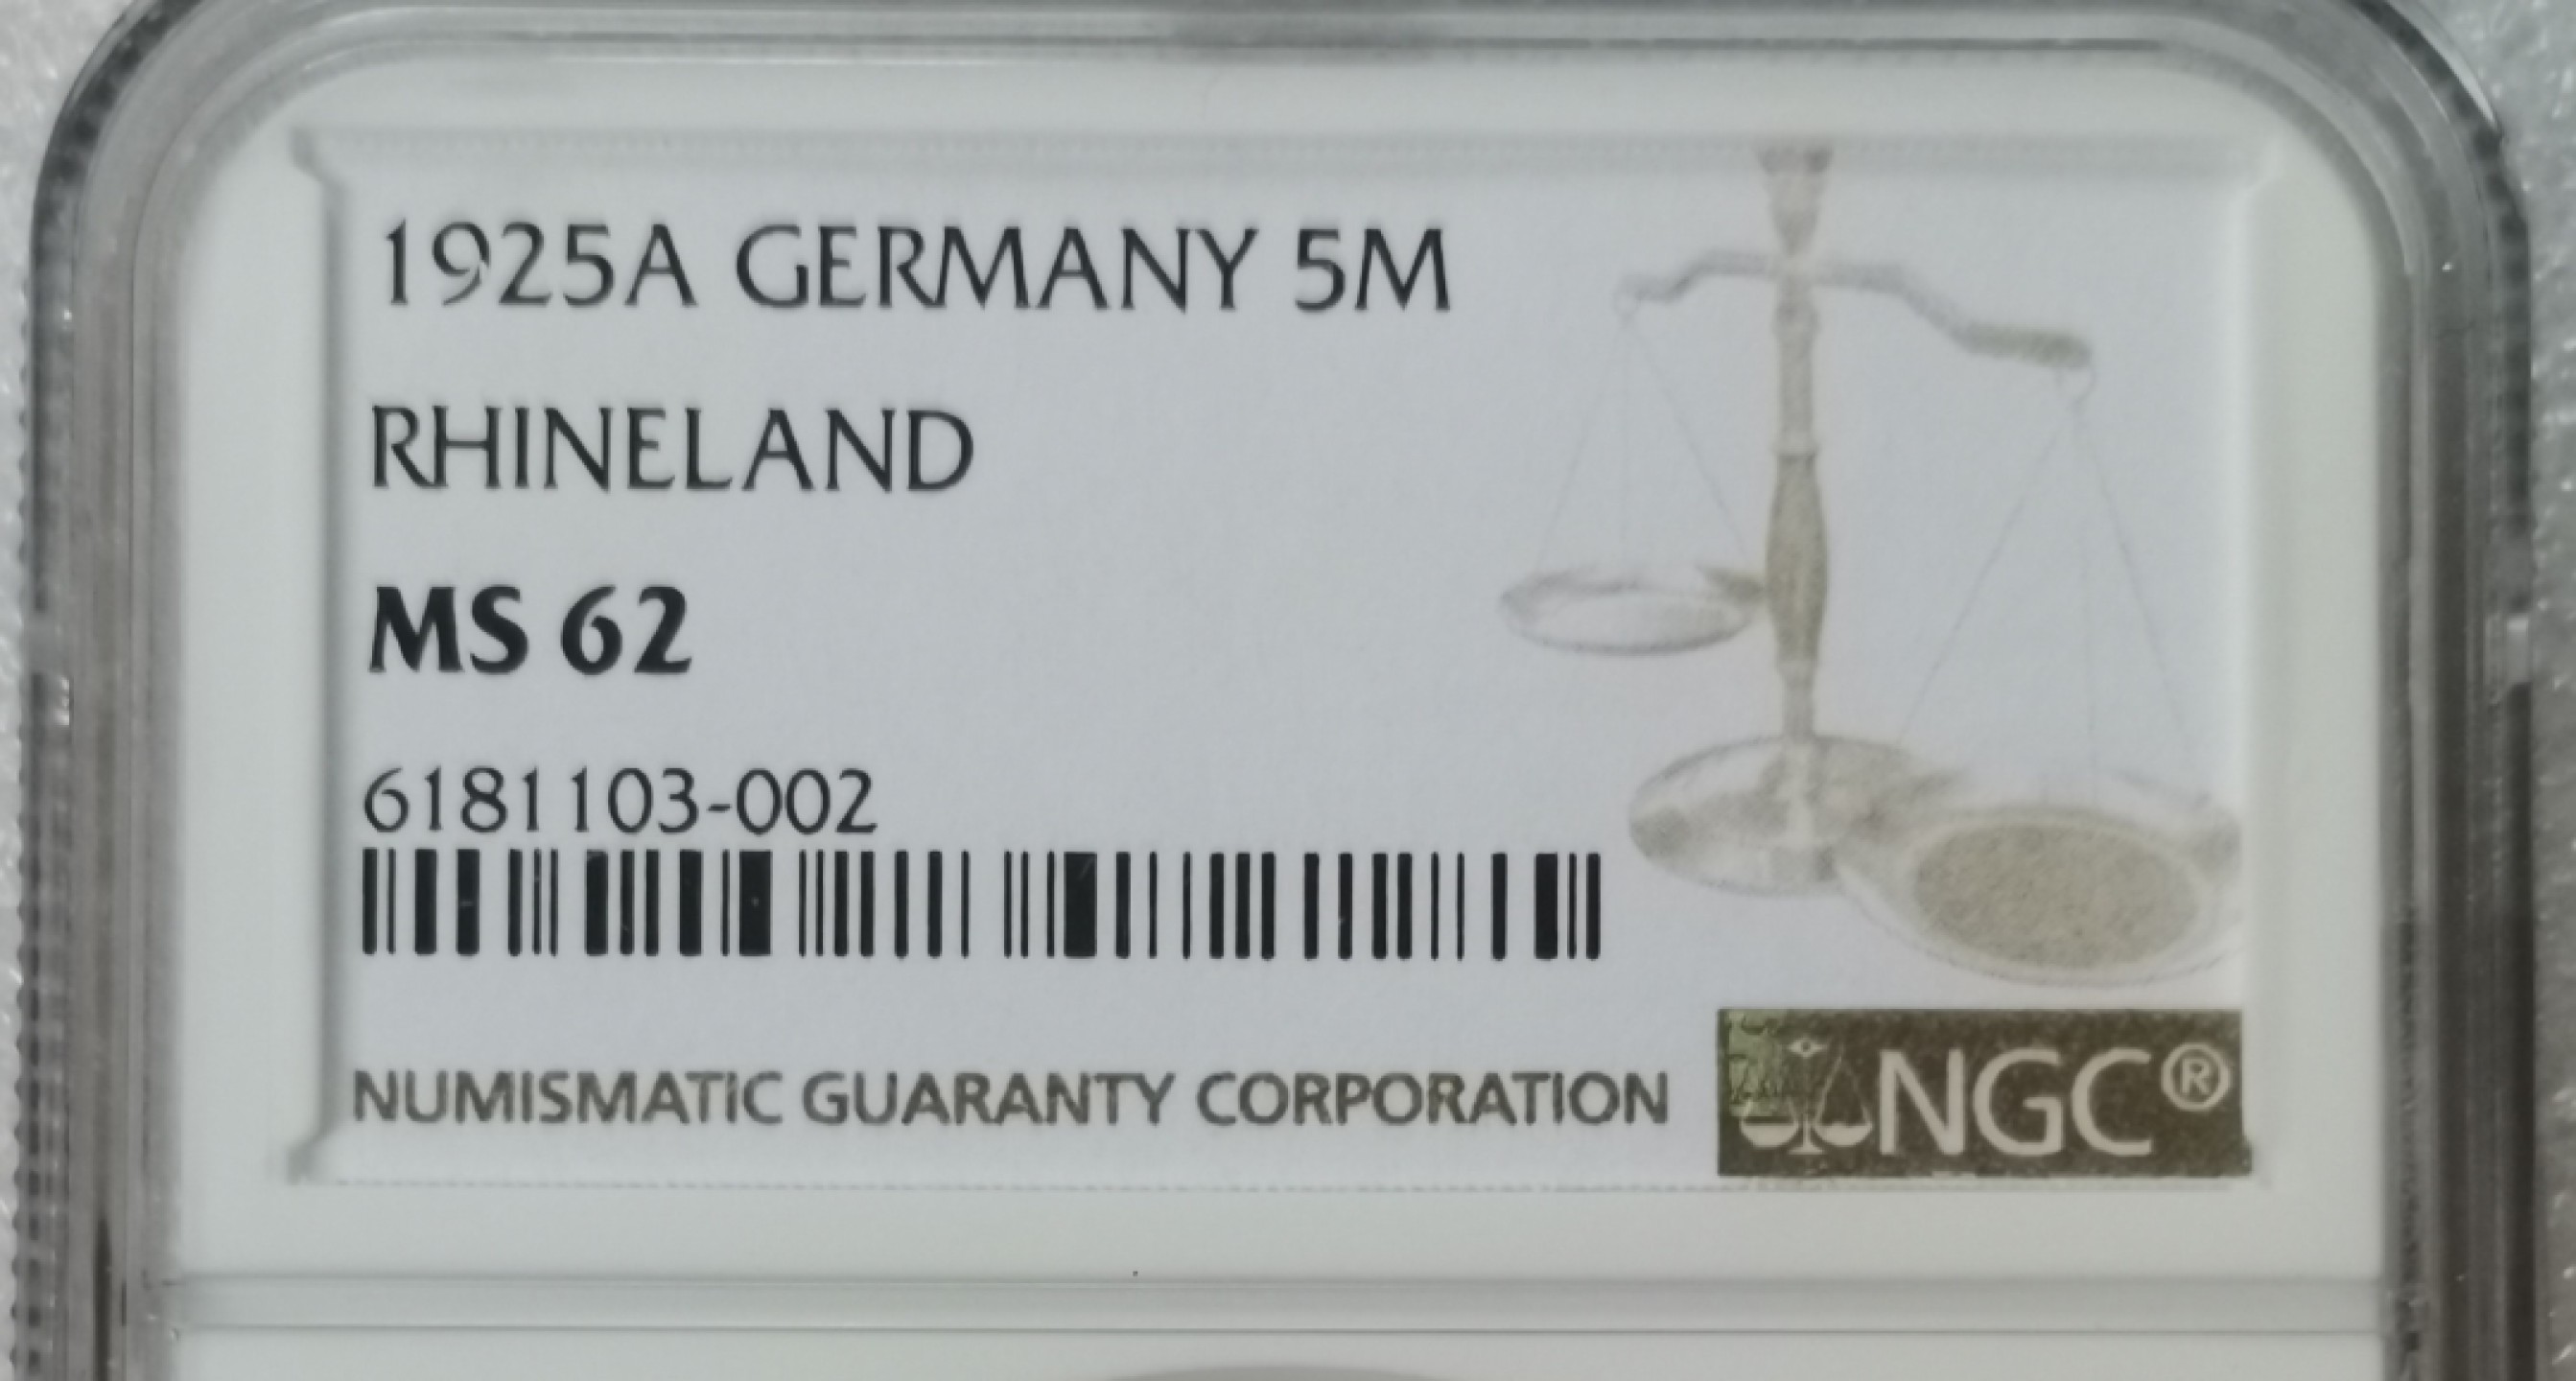 1925A GERMANY 5M
RHINELAND
MS 62
6181103-002
NUMISMATIC GUARANTY CORPORATION
NGC®